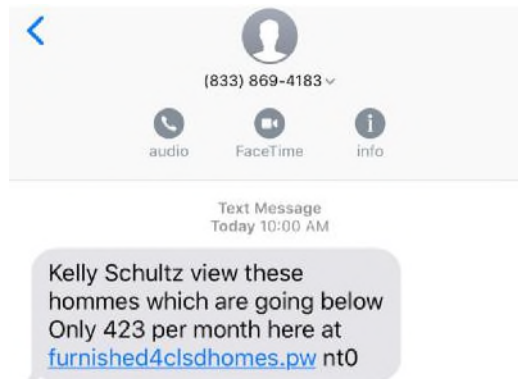 (833) 869-4183
audio FaceTime info
Text Message
Today 10:00 AM
Kelly Schultz view these
hommes which are going below
Only 423 per month here at
furnished4clsdhomes.pw nt0